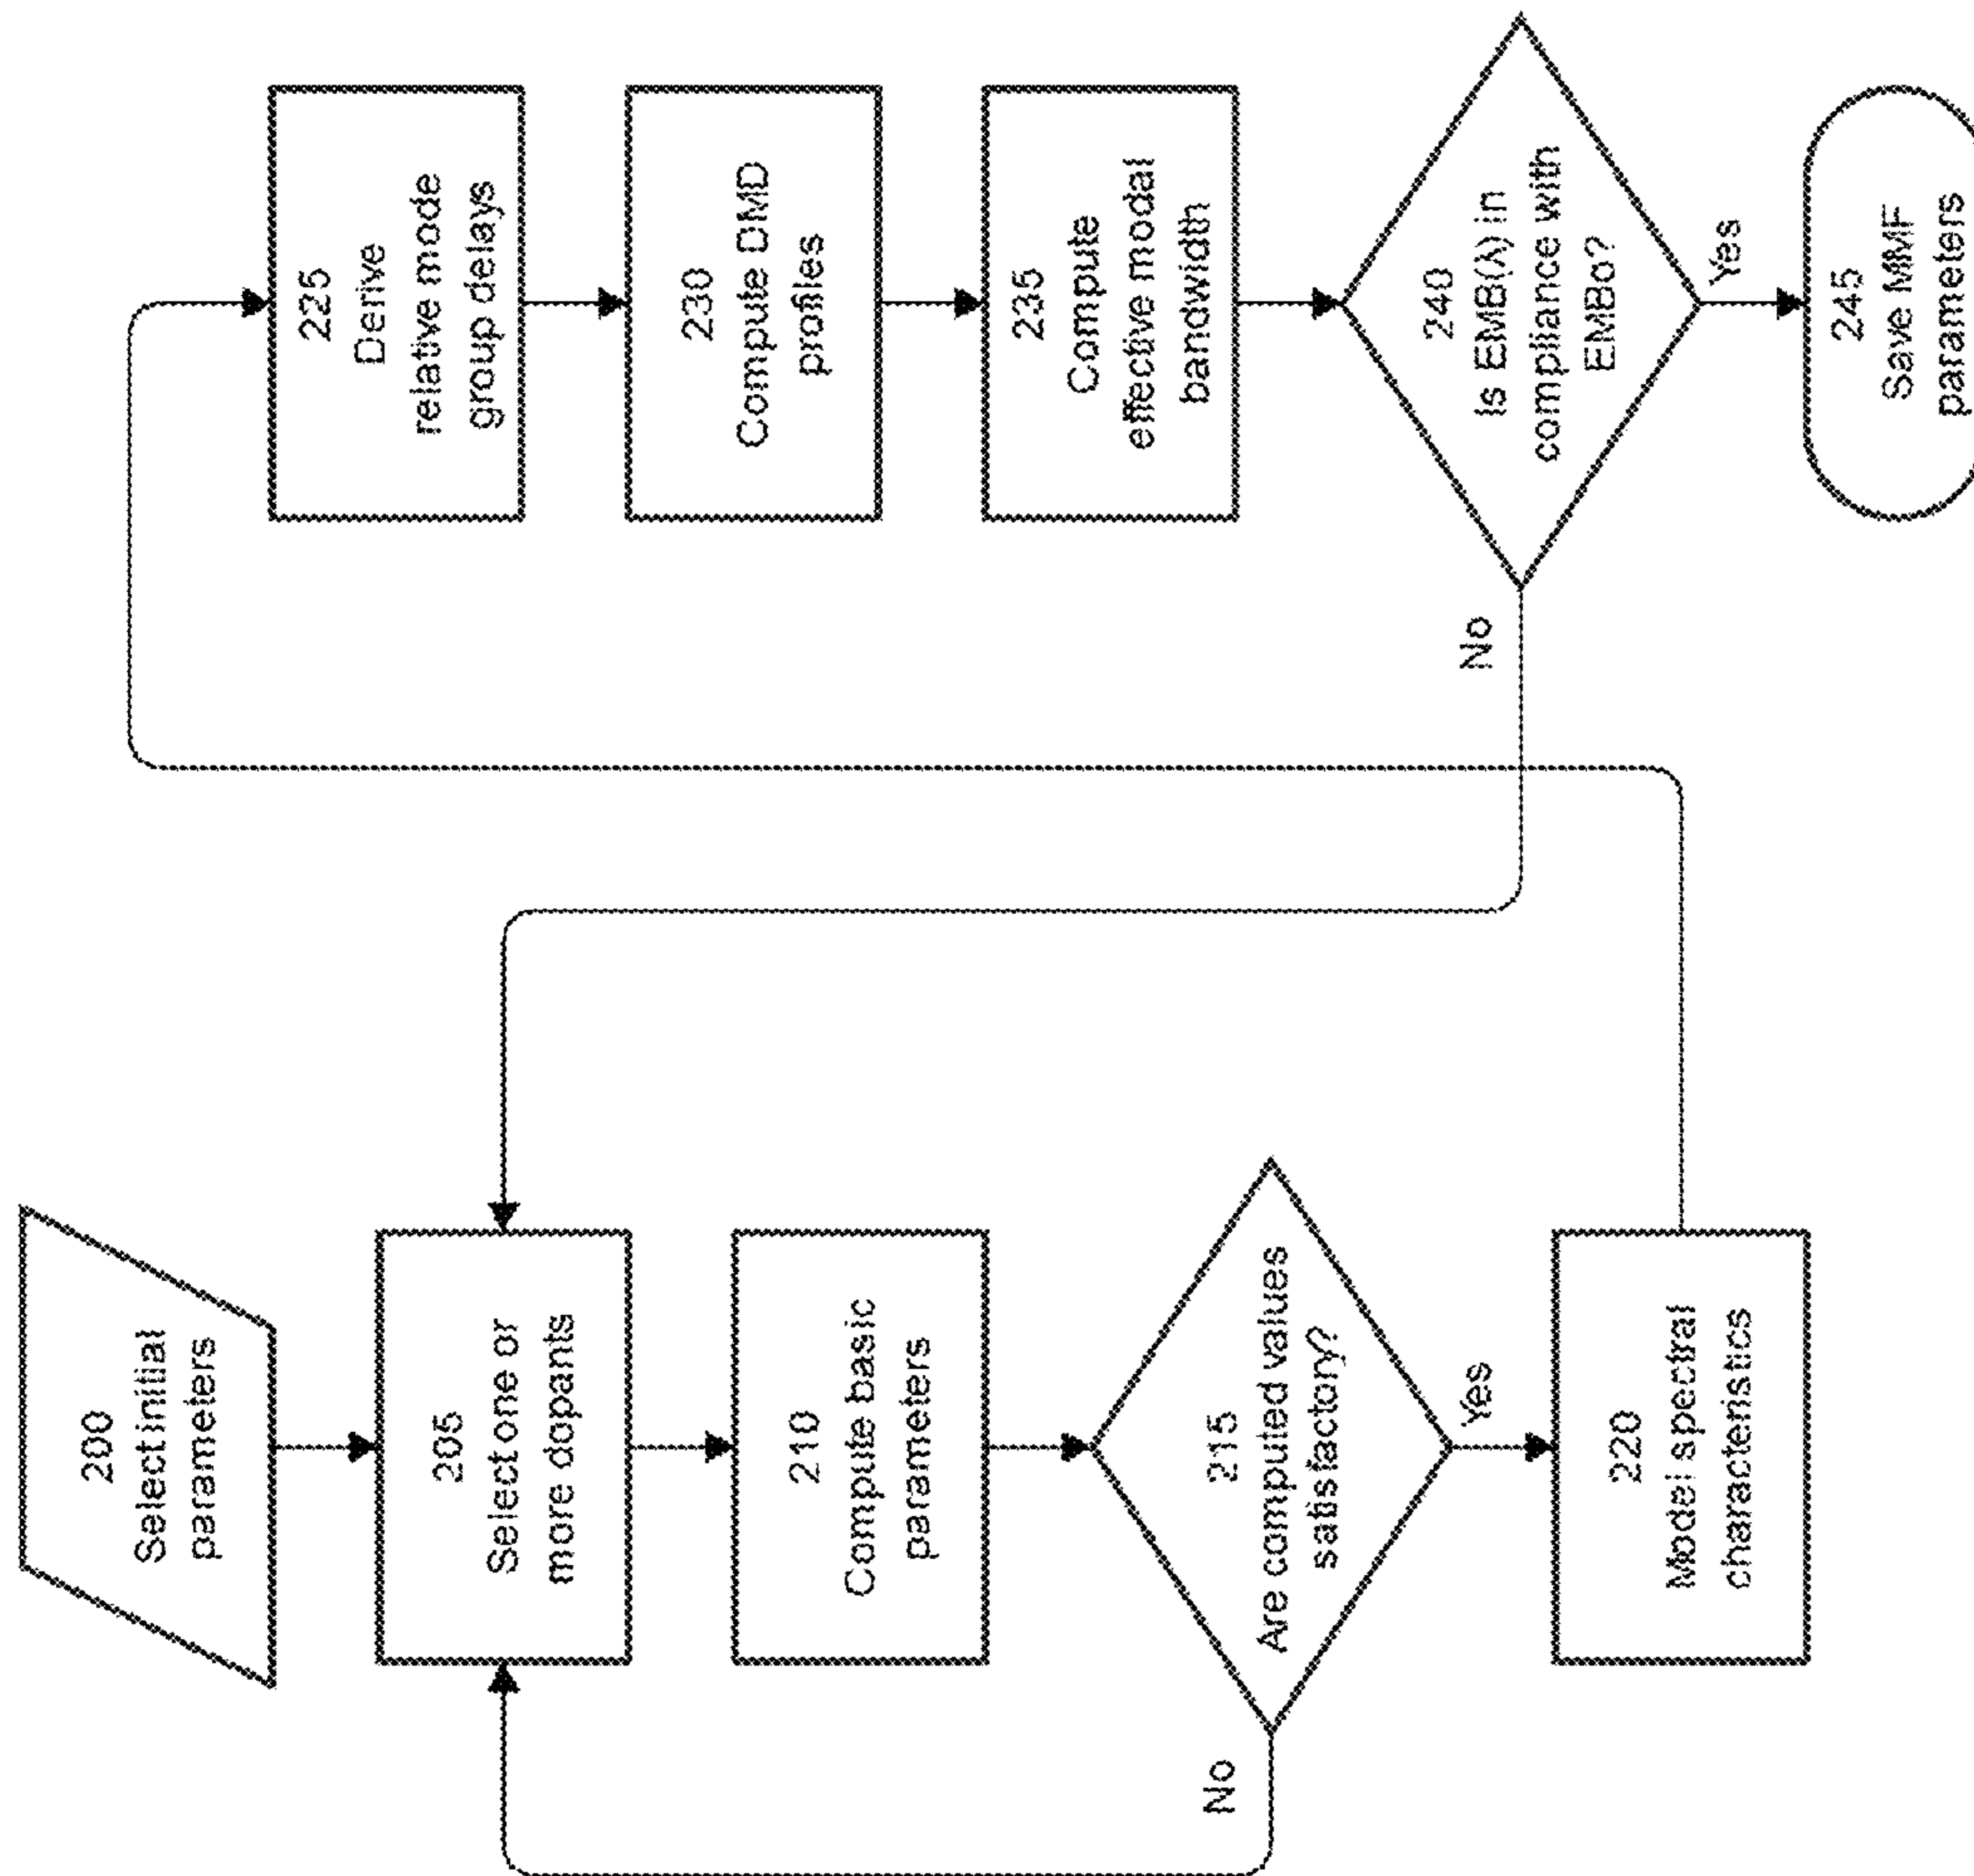 200
Select initial
parameters
205
Select one or
more dopants
210
Compute basic
parameters
215
Are computed values
satisfactory?
No
Yes
220
Model spectral
characteristics
225
Derive
relative mode
group delays
230
Compute DMD
profiles
235
Compute
effective modal
bandwidth
240
Is EMB(λ) in
compliance with
EMBo?
No
Yes
245
Save MMF
parameters